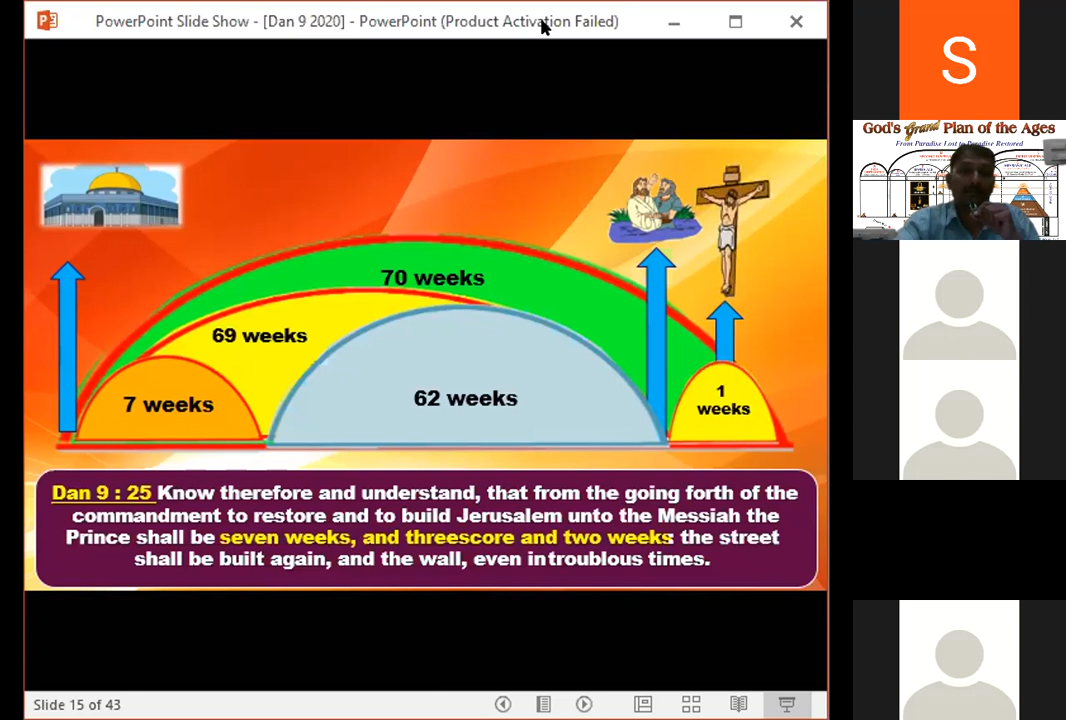 PowerPoint Slide Show - [Dan 9 2020] - PowerPoint (Product Activation Failed)
S
God's Grand Plan of the Ages
From Paradise Lost to Paradise Restored
70 weeks
69 weeks
7 weeks
62 weeks
1
weeks
Dan 9 : 25 Know therefore and understand, that from the going forth of the
commandment to restore and to build Jerusalem unto the Messiah the
Prince shall be seven weeks, and threescore and two weeks: the street
shall be built again, and the wall, even in troublous times.
Slide 15 of 43